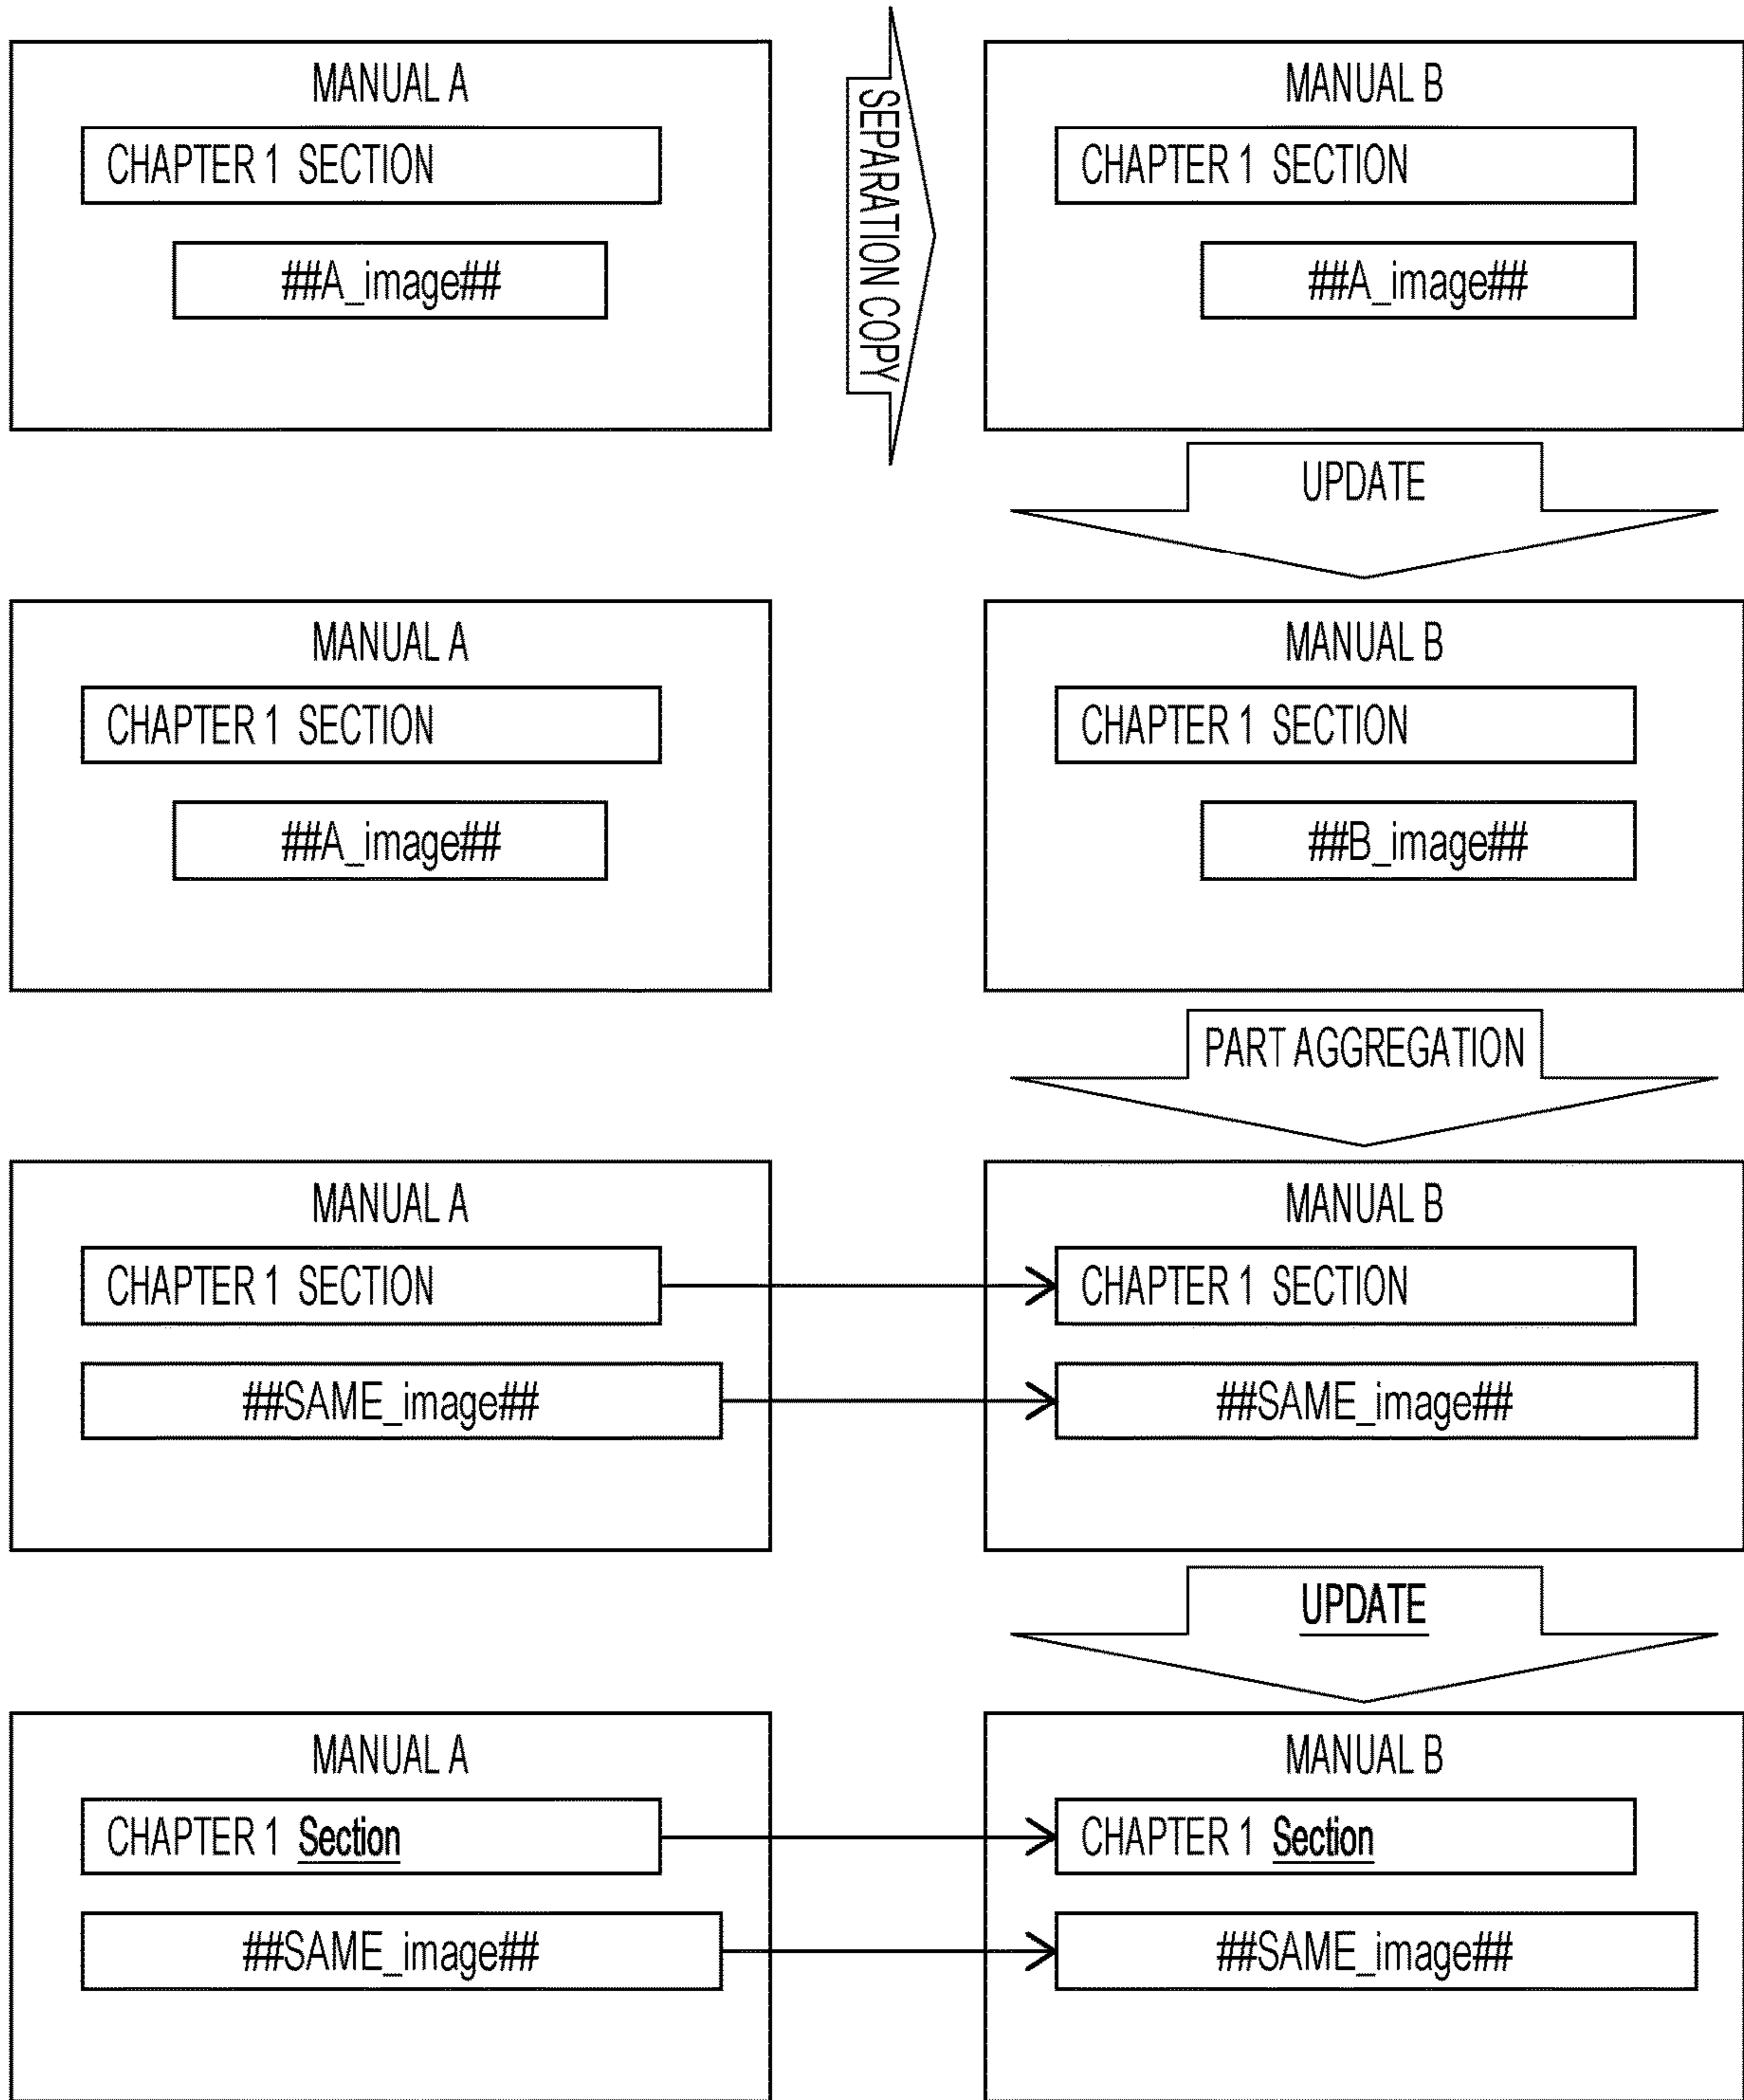 MANUAL A
CHAPTER 1 SECTION
##A_image##
SEPARATION COPY
MANUAL B
CHAPTER 1 SECTION
##A_image##
UPDATE
MANUAL A
CHAPTER 1 SECTION
##A_image##
MANUAL B
CHAPTER 1 SECTION
##B_image##
PART AGGREGATION
MANUAL A
CHAPTER 1 SECTION
##SAME_image##
MANUAL B
CHAPTER 1 SECTION
##SAME_image##
UPDATE
MANUAL A
CHAPTER 1 Section
##SAME_image##
MANUAL B
CHAPTER 1 Section
##SAME_image##